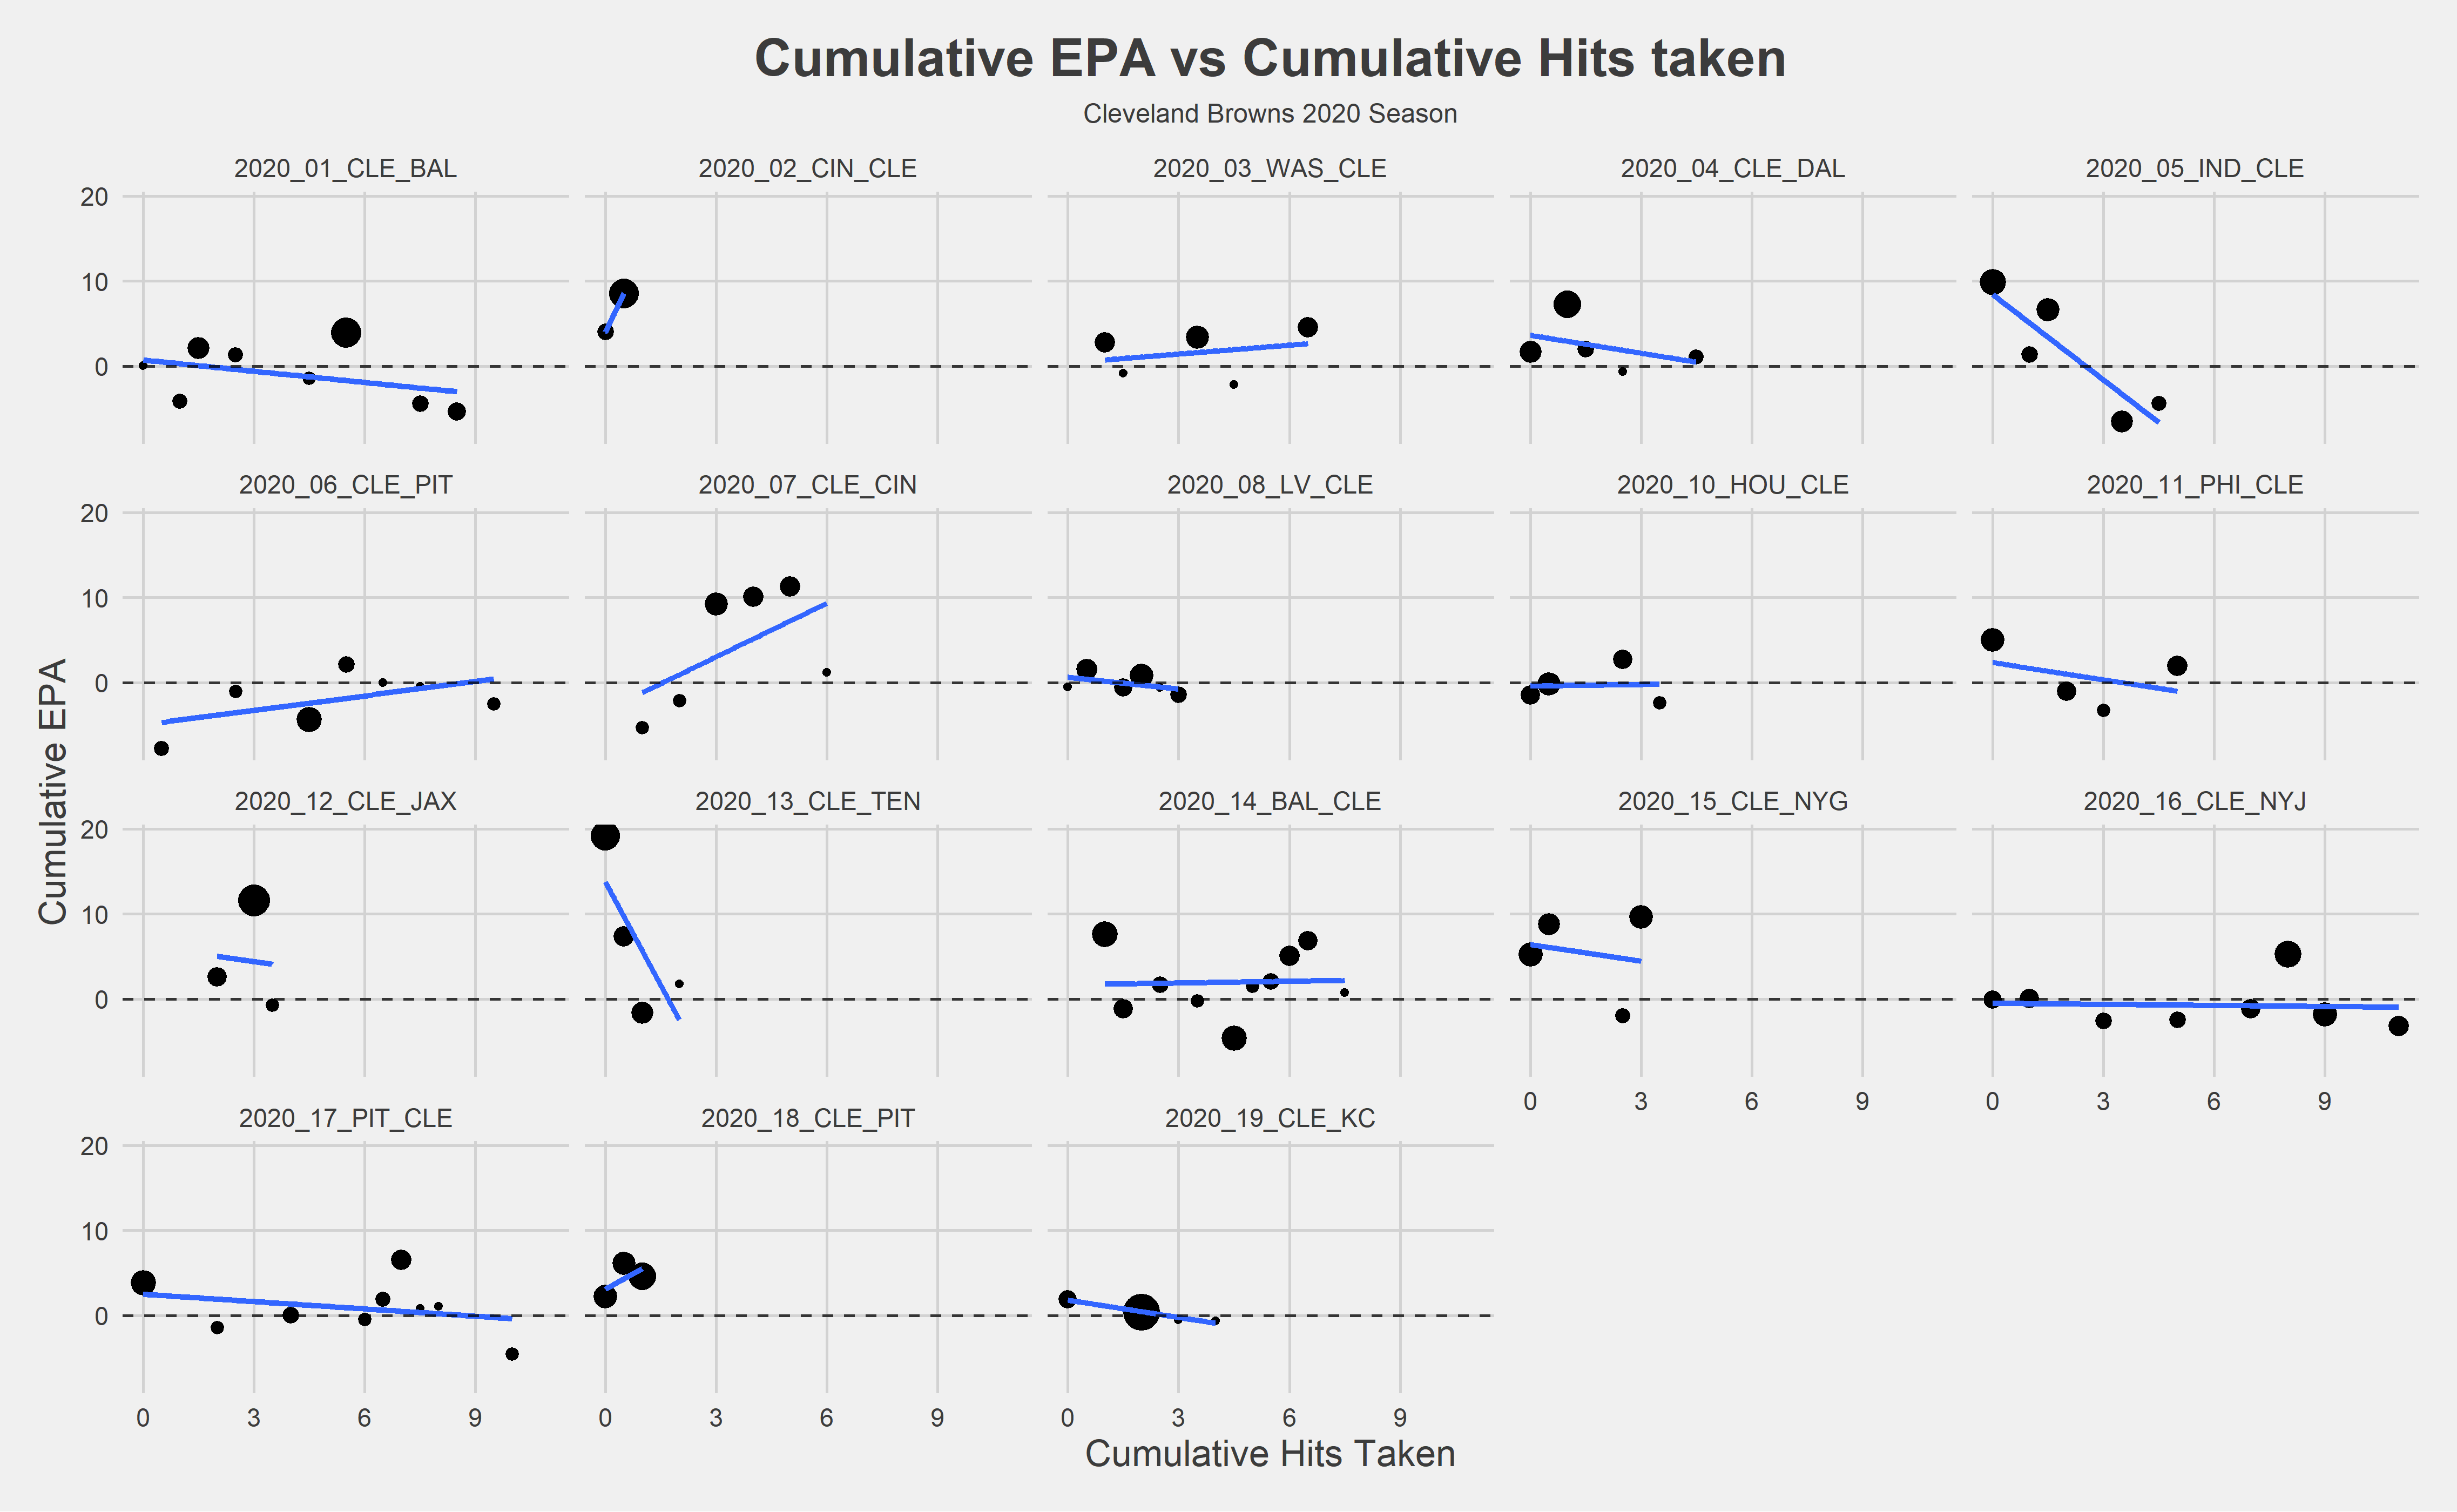 Cumulative EPA vs Cumulative Hits taken
Cleveland Browns 2020 Season
2020_01_CLE_BAL
2020_02_CIN_CLE
2020_03_WAS_CLE
2020_04_CLE_DAL
2020_05_IND_CLE
20
10
0
2020_06_CLE_PIT
2020_07_CLE_CIN
2020_08_LV_CLE
2020_10_HOU_CLE
2020_11_PHI_CLE
20
10
0
Cumulative EPA
2020_12_CLE_JAX
2020_13_CLE_TEN
2020_14_BAL_CLE
2020_15_CLE_NYG
2020_16_CLE_NYJ
20
10
0
0 3 6 9
0 3 6 9
2020_17_PIT_CLE
2020_18_CLE_PIT
2020_19_CLE_KC
20
10
0
0 3 6 9
0 3 6 9
0 3 6 9
Cumulative Hits Taken